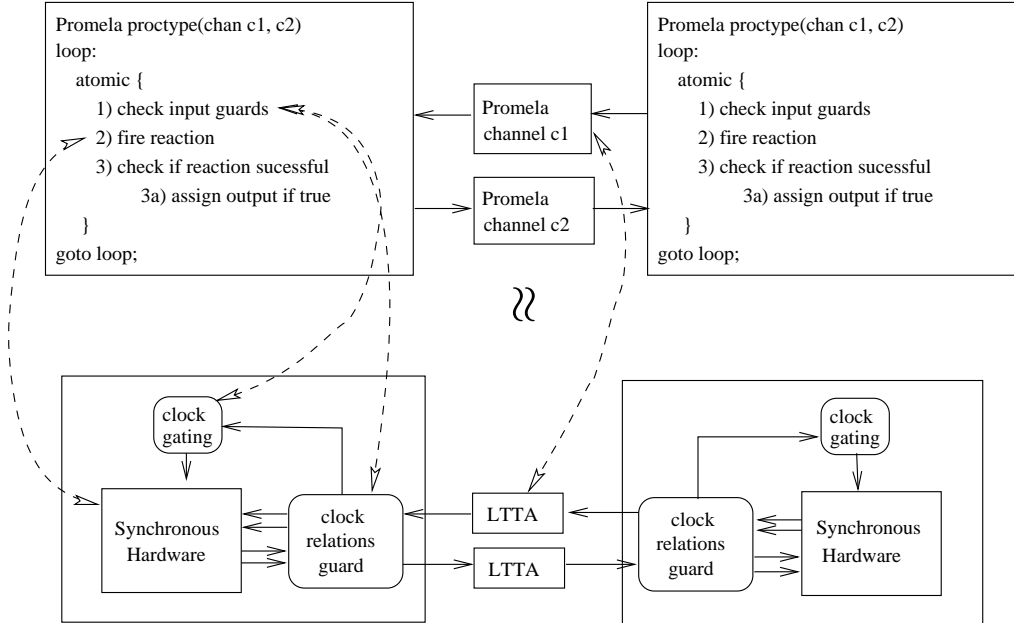 Promela proctype(chan c1, c2)
loop:
atomic {
1) check input guards
2) fire reaction
3) check if reaction sucessful
3a) assign output if true
}
goto loop;
Promela
channel c1
Promela
channel c2
Promela proctype(chan c1, c2)
loop:
atomic {
1) check input guards
2) fire reaction
3) check if reaction sucessful
3a) assign output if true
}
goto loop;
≈
clock
gating
Synchronous
Hardware
clock
relations
guard
LTTA
LTTA
clock
relations
guard
clock
gating
Synchronous
Hardware